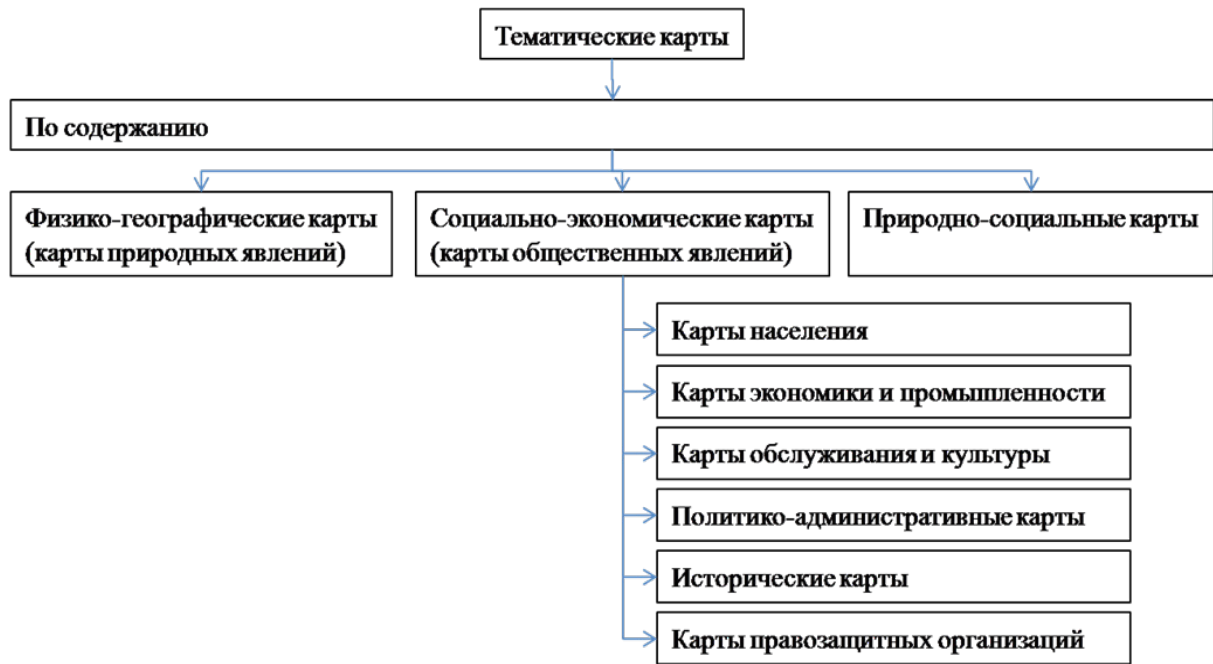 Тематические карты
По содержанию
Физико-географические карты
(карты природных явлений)
Социально-экономические карты
(карты общественных явлений)
Природно-социальные карты
Карты населения
Карты экономики и промышленности
Карты обслуживания и культуры
Политико-административные карты
Исторические карты
Карты правозащитных организаций